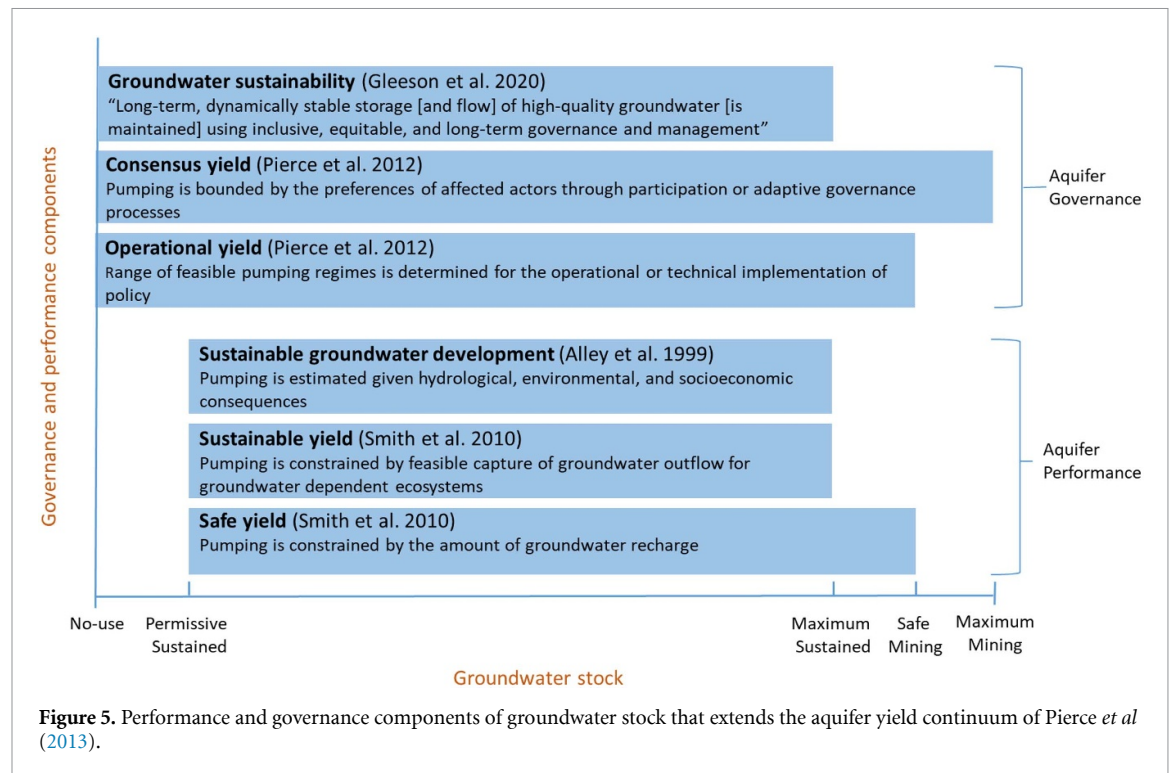 Governance and performance components
Groundwater sustainability (Gleeson et al. 2020)
“Long-term, dynamically stable storage [and flow] of high-quality groundwater [is
maintained] using inclusive, equitable, and long-term governance and management”
Consensus yield (Pierce et al. 2012)
Pumping is bounded by the preferences of affected actors through participation or adaptive governance
processes
Operational yield (Pierce et al. 2012)
Range of feasible pumping regimes is determined for the operational or technical implementation of
policy
Aquifer
Governance
Sustainable groundwater development (Alley et al. 1999)
Pumping is estimated given hydrological, environmental, and socioeconomic
consequences
Sustainable yield (Smith et al. 2010)
Pumping is constrained by feasible capture of groundwater outflow for
groundwater dependent ecosystems
Safe yield (Smith et al. 2010)
Pumping is constrained by the amount of groundwater recharge
Aquifer
Performance
No-use
Permissive
Sustained
Maximum
Sustained
Safe
Mining
Maximum
Mining
Groundwater stock
Figure 5. Performance and governance components of groundwater stock that extends the aquifer yield continuum of Pierce et al
(2013).